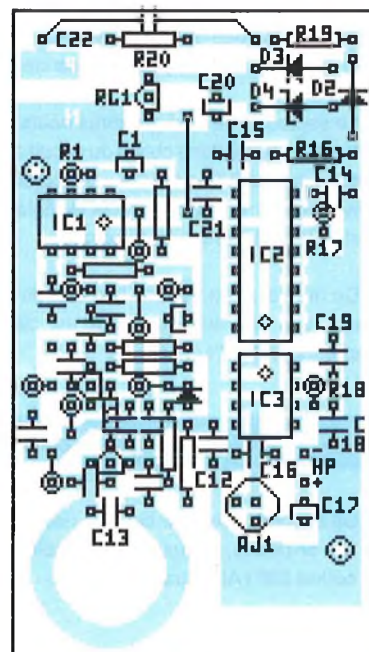 C22
R20
R19
D3
RG1
C20
D4
D2
C1
C15
R1
R16
C14
IC1
C21
IC2
R17
C19
IC3
R18
C
18
C12
C16
HP
-
+
C13
AJ1
C17